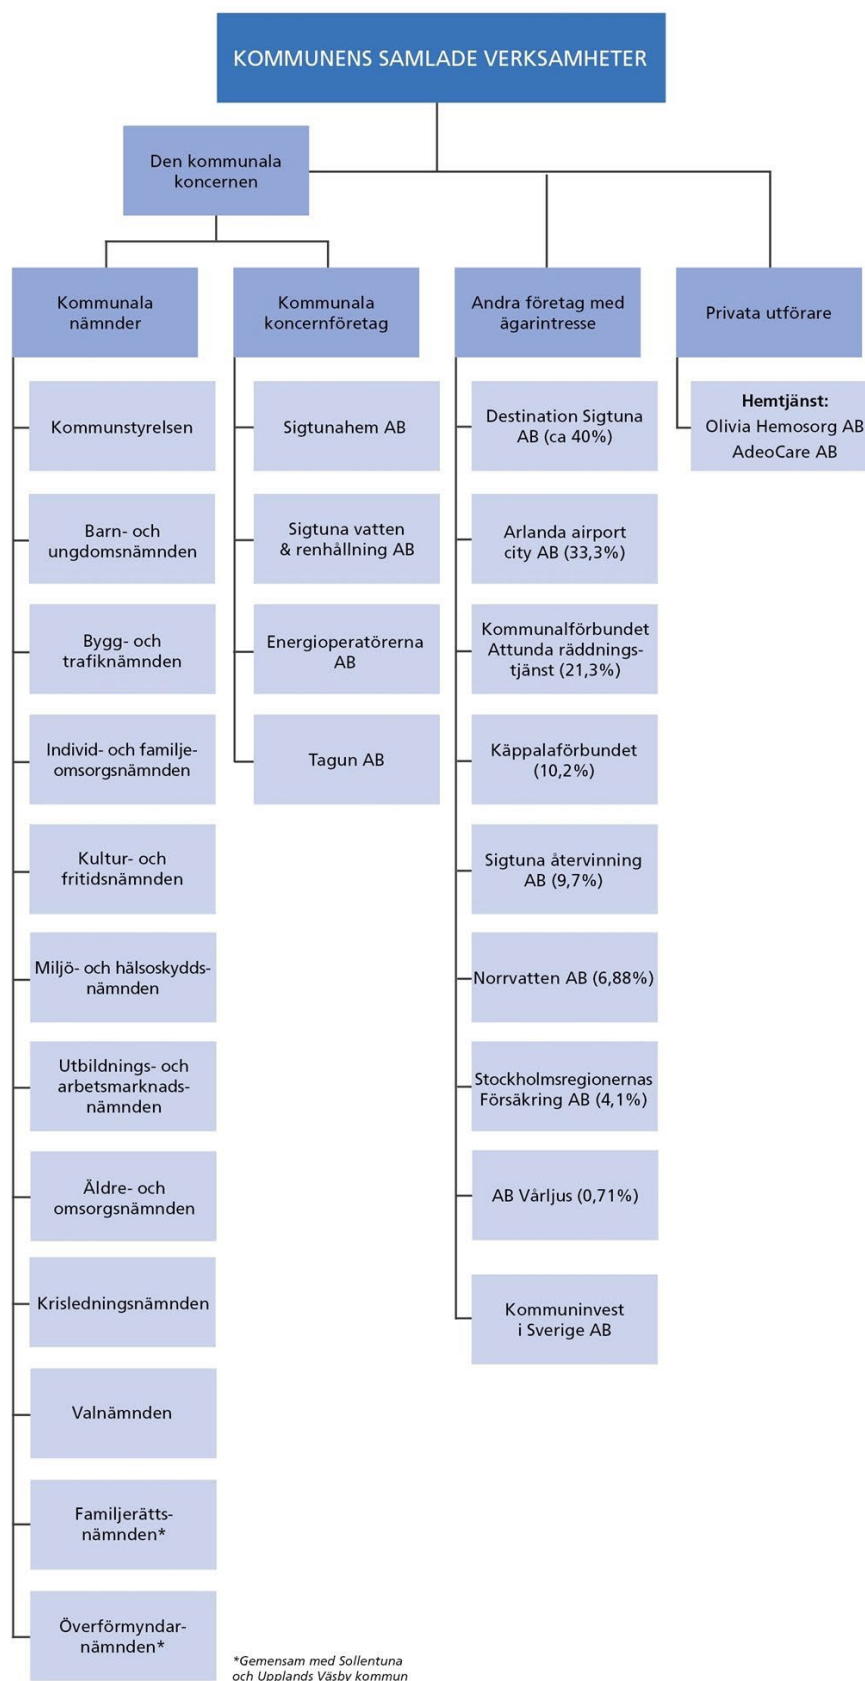 KOMMUNENS SAMLADE VERKSAMHETER
Den kommunala
koncernen
Kommunala
nämnder
Kommunala
koncernföretag
Andra företag med
ägarintresse
Privata utförare
Kommunstyrelsen
Barn- och
ungdomsnämnden
Bygg- och
trafiknämnden
Individ- och familje-
omsorgsnämnden
Kultur- och
fritidsnämnden
Miljö- och hälsoskydds-
nämnden
Utbildnings- och
arbetsmarknads-
nämnden
Äldre- och
omsorgsnämnden
Krisledningsnämnden
Valnämnden
Familjerätts-
nämnden*
Överförmyndar-
nämnden*
Sigtunahem AB
Sigtuna vatten
& renhållning AB
Energioperatörerna
AB
Tagun AB
Destination Sigtuna
AB (ca 40%)
Arlanda airport
city AB (33,3%)
Kommunalförbundet
Attunda räddnings-
tjänst (21,3%)
Käppalaförbundet
(10,2%)
Sigtuna återvinning
AB (9,7%)
Norrvatten AB (6,88%)
Stockholmsregionernas
Försäkring AB (4,1%)
AB Vårljus (0,71%)
Kommuninvest
i Sverige AB
Hemtjänst:
Olivia Hemosorg AB
AdeoCare AB
*Gemensam med Sollentuna
och Upplands Väsby kommun